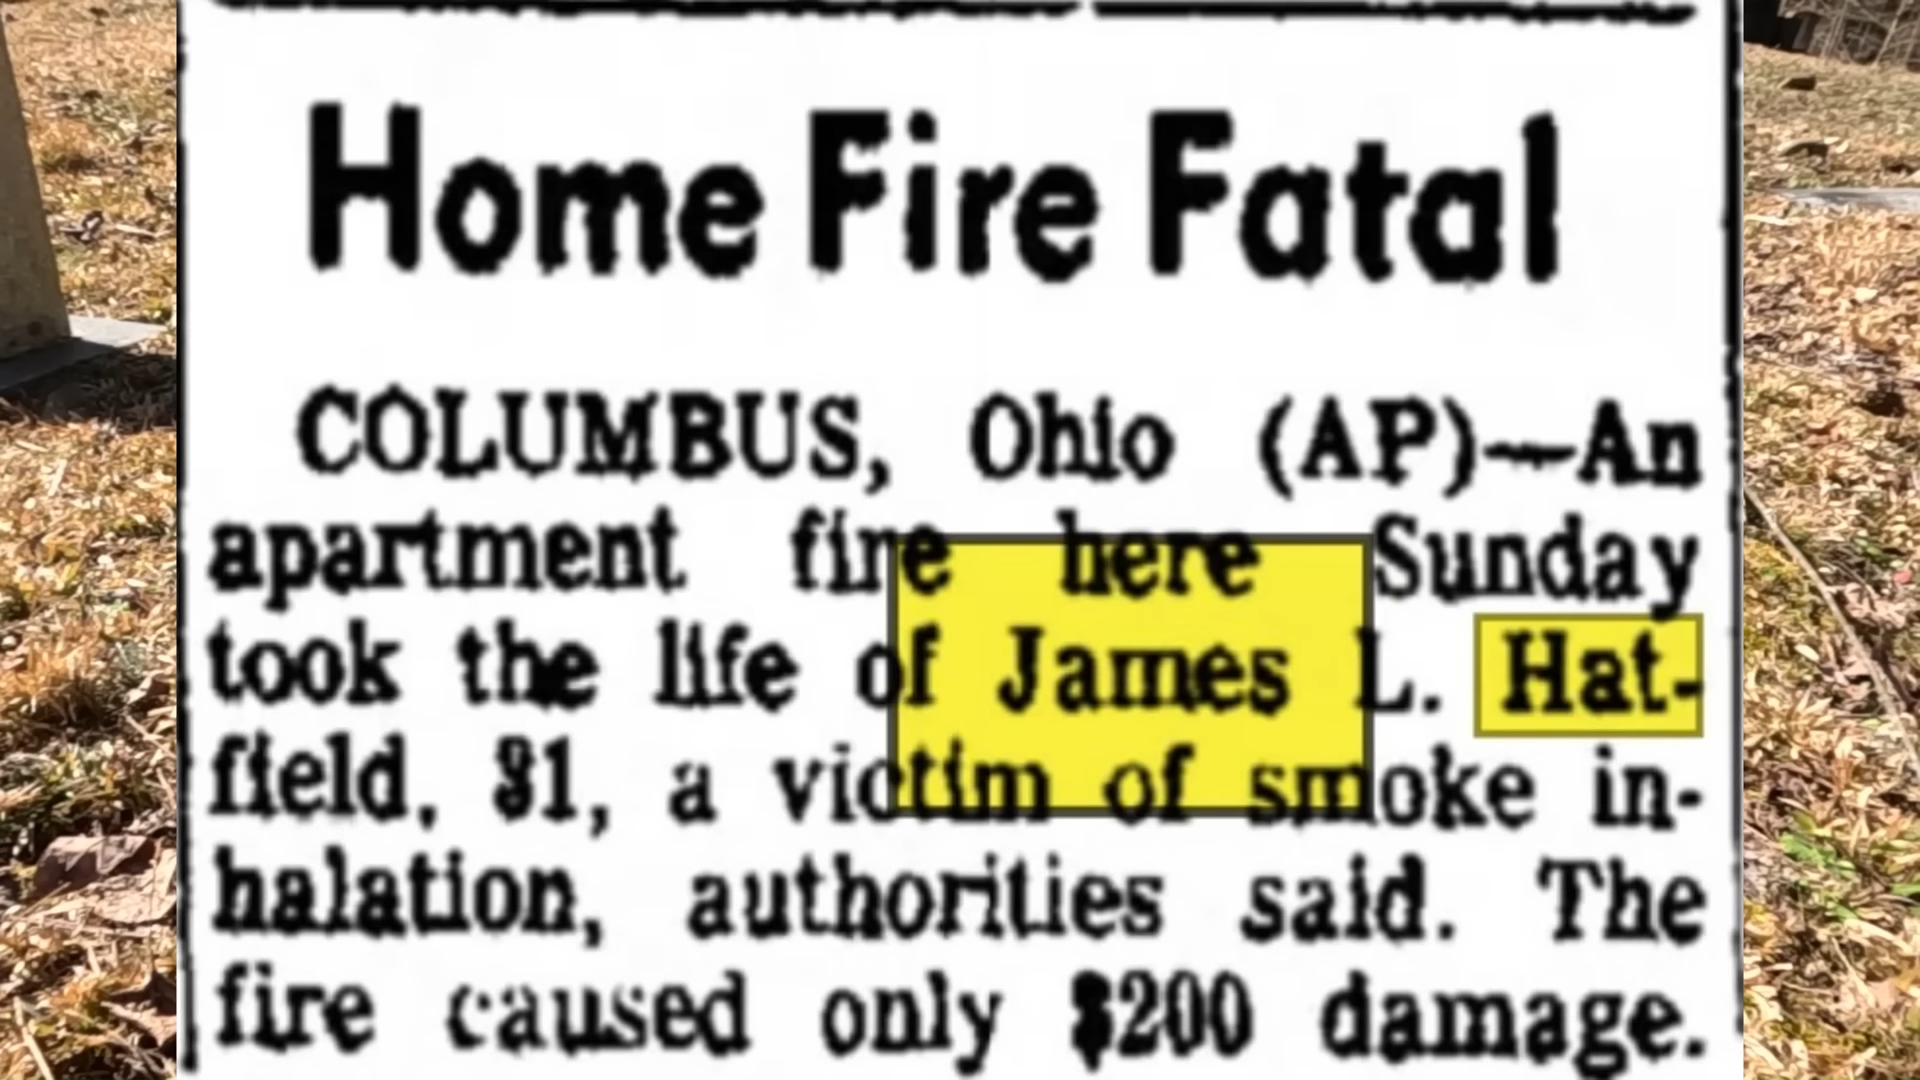 Home Fire Fatal
COLUMBUS, Ohio (AP)—An
apartment fire here Sunday
took the life of James L. Hat-
field, 31, a victim of smoke in-
halation, authorities said. The
fire caused only $200 damage.